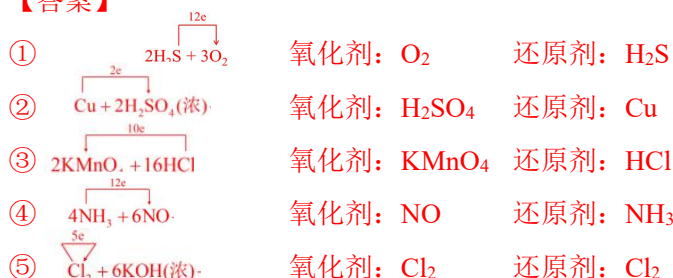 【答案】
12e
① 2H₂S + 3O₂ 氧化剂：O₂ 还原剂：H₂S
2e
② Cu + 2H₂SO₄(浓) 氧化剂：H₂SO₄ 还原剂：Cu
10e
③ 2KMnO₄ +16HCl 氧化剂：KMnO₄ 还原剂：HCl
12e
④ 4NH₃ + 6NO 氧化剂：NO 还原剂：NH₃
5e
⑤ Cl₂ + 6KOH(浓) 氧化剂：Cl₂ 还原剂：Cl₂